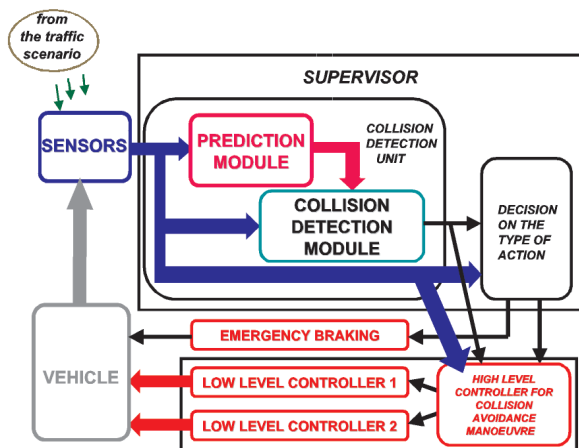 from
the traffic
scenario
SUPERVISOR
SENSORS
PREDICTION
MODULE
COLLISION
DETECTION
UNIT
COLLISION
DETECTION
MODULE
DECISION
ON THE
TYPE OF
ACTION
VEHICLE
EMERGENCY BRAKING
LOW LEVEL CONTROLLER 1
LOW LEVEL CONTROLLER 2
HIGH LEVEL
CONTROLLER FOR
COLLISION
AVOIDANCE
MANOEUVRE